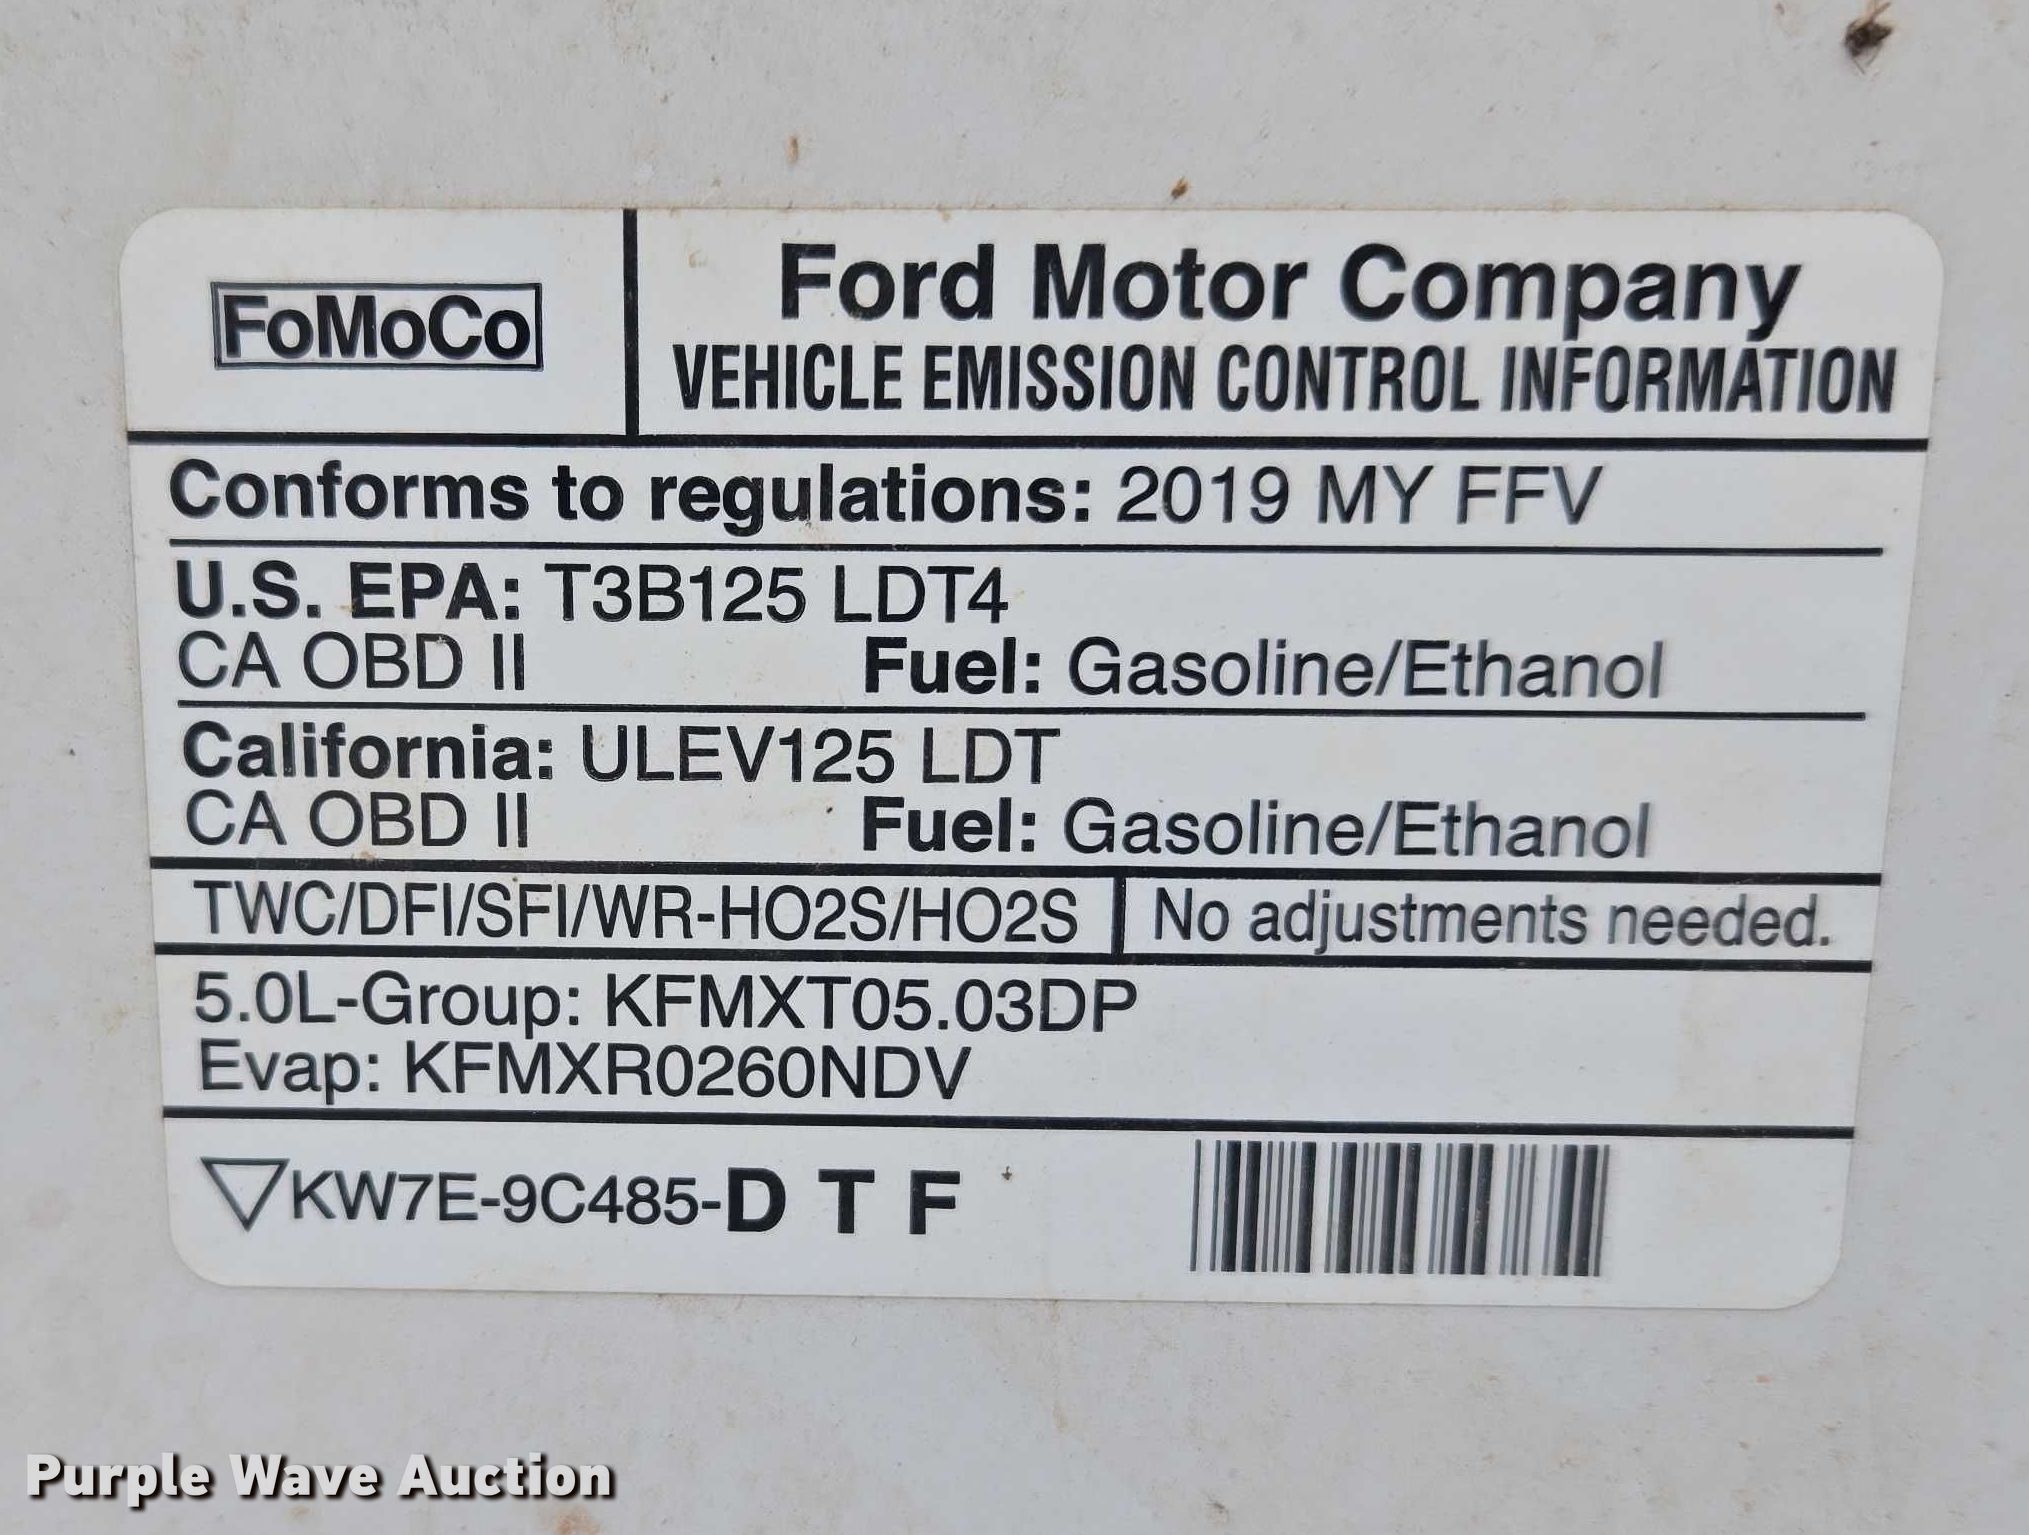 FoMoCo
Ford Motor Company
VEHICLE EMISSION CONTROL INFORMATION
Conforms to regulations: 2019 MY FFV
U.S. EPA: T3B125 LDT4
CA OBD II Fuel: Gasoline/Ethanol
California: ULEV125 LDT
CA OBD II Fuel: Gasoline/Ethanol
TWC/DFI/SFI/WR-HO2S/HO2S No adjustments needed.
5.0L-Group: KFMXT05.03DP
Evap: KFMXR0260NDV
KW7E-9C485-D T F
Purple Wave Auction